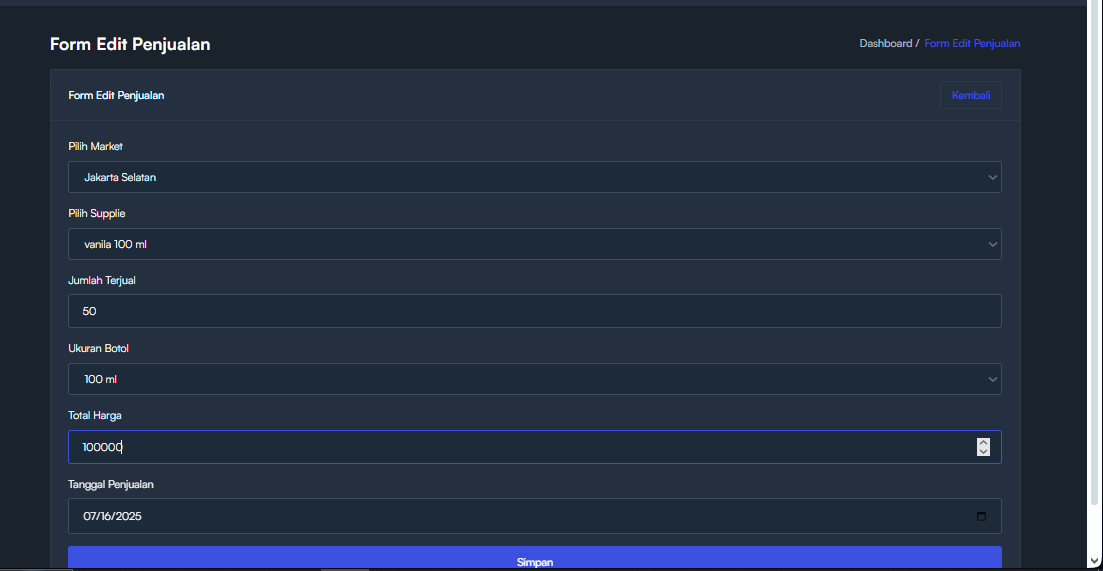 Form Edit Penjualan
Dashboard / Form Edit Penjualan
Form Edit Penjualan
Kembali
Pilih Market
Jakarta Selatan
Pilih Supplie
vanila 100 ml
Jumlah Terjual
50
Ukuran Botol
100 ml
Total Harga
100000
Tanggal Penjualan
07/16/2025
Simpan